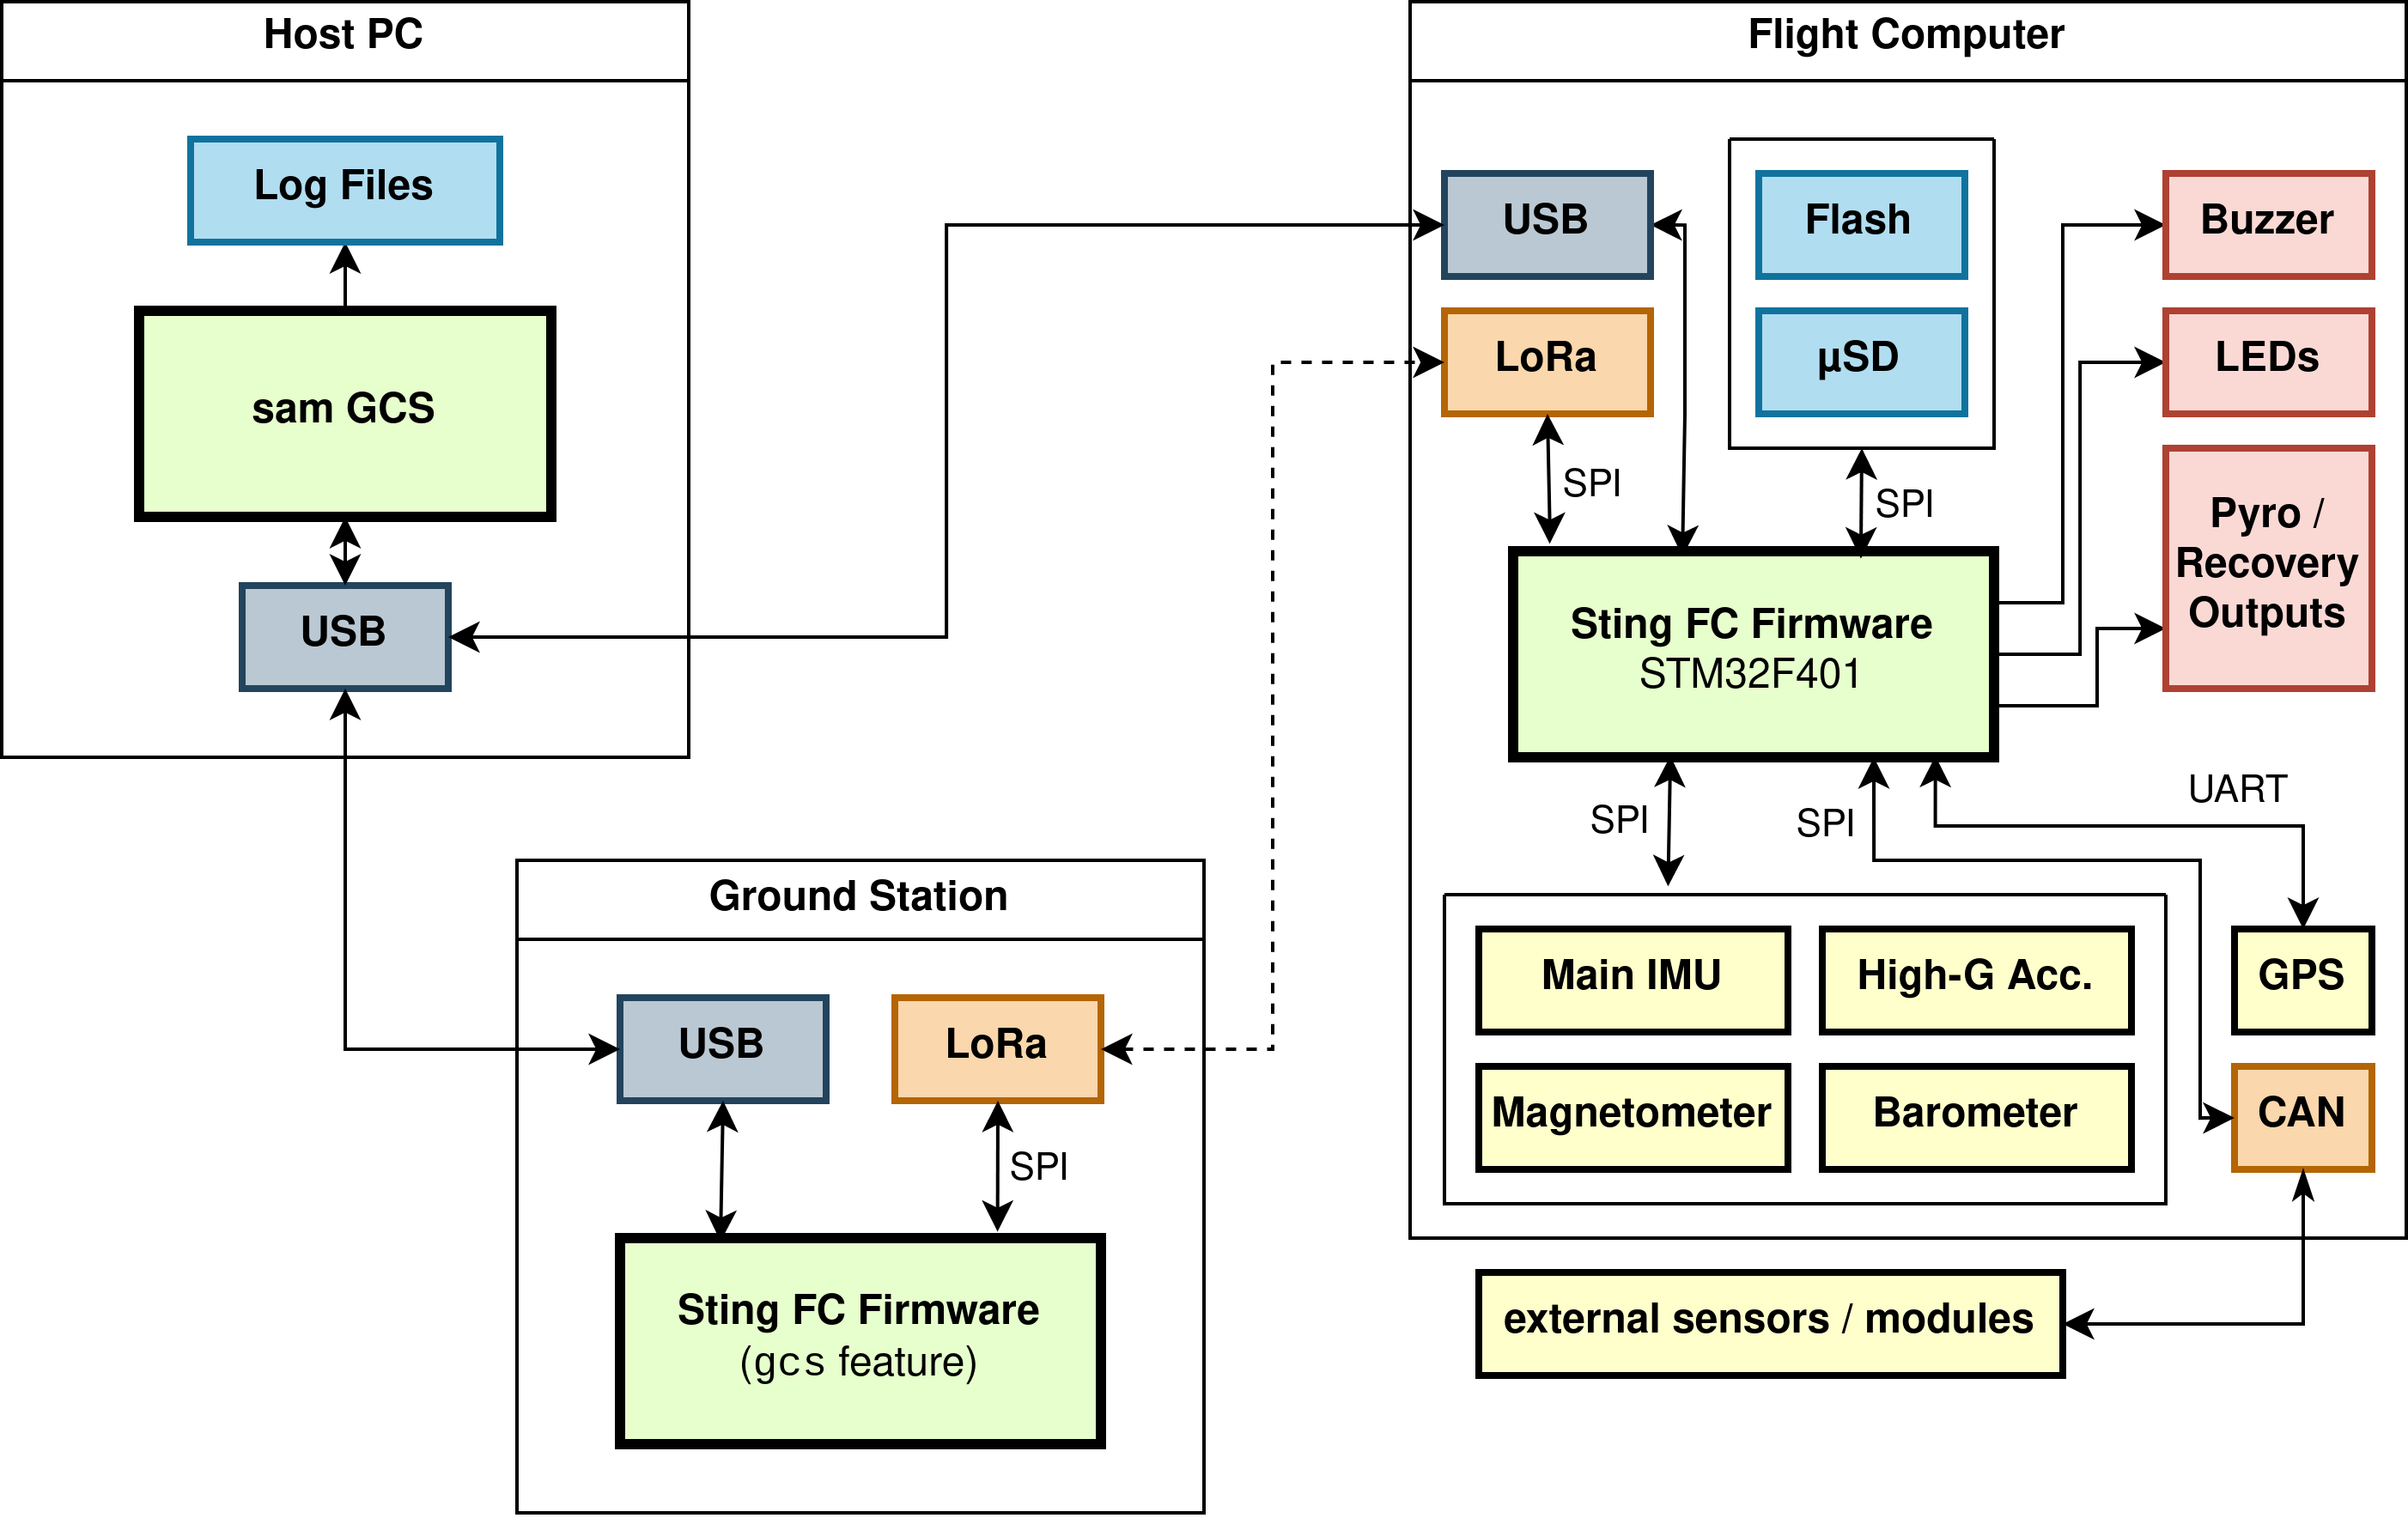 Host PC
Log Files
sam GCS
USB
Flight Computer
USB
Flash
Buzzer
LoRa
µSD
LEDs
SPI
SPI
Pyro /
Recovery
Outputs
Sting FC Firmware
STM32F401
SPI
SPI
UART
Main IMU
High-G Acc.
GPS
Magnetometer
Barometer
CAN
external sensors / modules
Ground Station
USB
LoRa
SPI
Sting FC Firmware
(gcs feature)